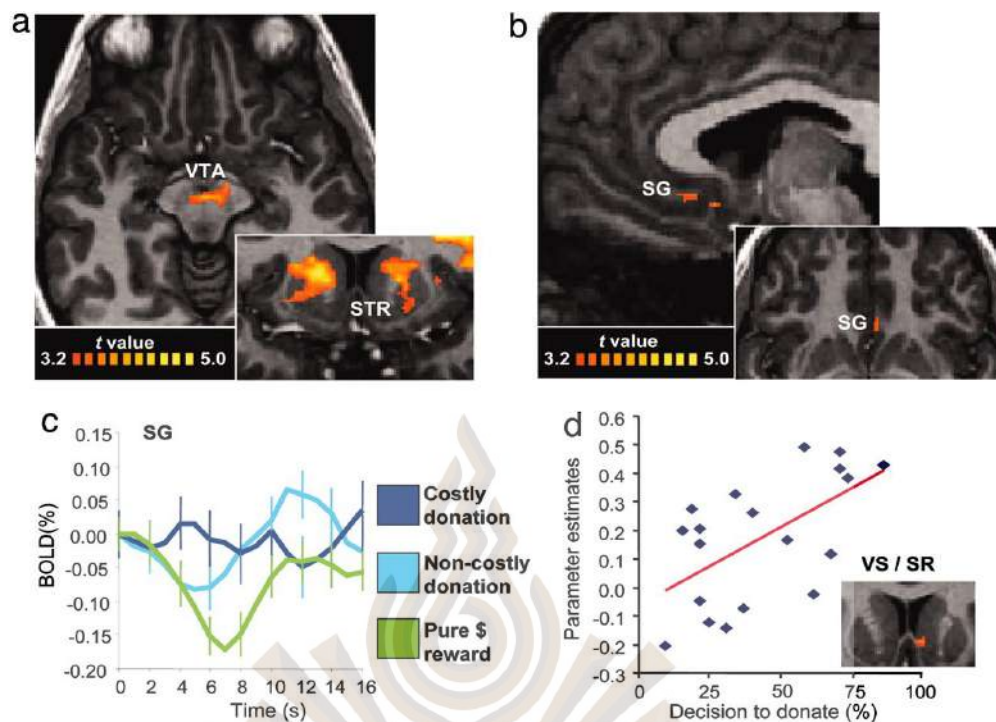 a
VTA
STR
t value
3.2 5.0
b
SG
SG
t value
3.2 5.0
c SG
0.15
0.10
0.05
0.00
-0.05
-0.10
-0.15
-0.20
BOLD(%)
0 2 4 6 8 10 12 14 16
Time (s)
Costly
donation
Non-costly
donation
Pure $
reward
d
0.6
0.5
0.4
0.3
0.2
0.1
0.0
-0.1
-0.2
-0.3
Parameter estimates
VS / SR
0 25 50 75 100
Decision to donate (%)